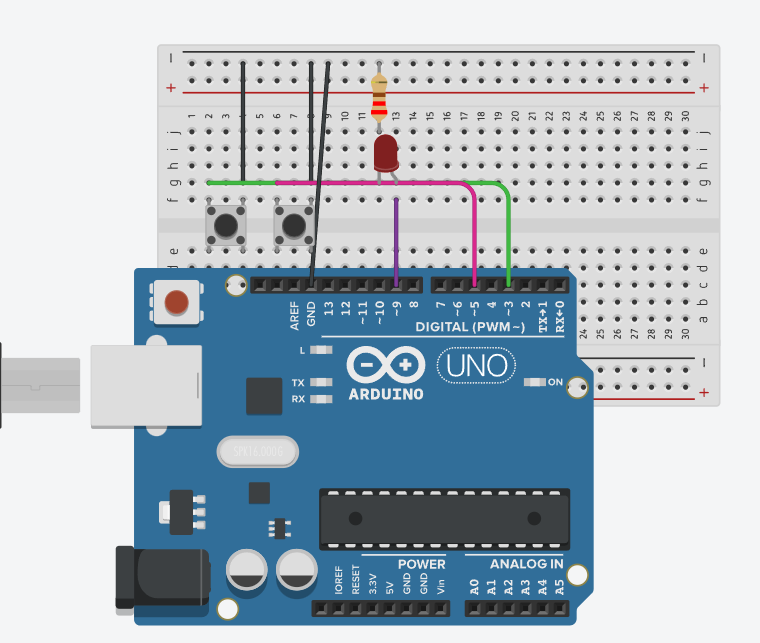 − −
+ +
1 2 3 4 5 6 7 8 9 10 11 12 13 14 15 16 17 18 19 20 21 22 23 24 25 26 27 28 29 30
j j
i i
h h
g g
f f
e e
d d
c
b
a
24 25 26 27 28 29 30
−
+
AREF GND 13 12 ~11 ~10 ~9 8 7 ~6 ~5 4 ~3 2 TX→1 RX←0
DIGITAL (PWM~)
L
TX
RX
ARDUINO
UNO
ON
POWER
ANALOG IN
IOREF RESET 3.3V 5V GND GND Vin A0 A1 A2 A3 A4 A5